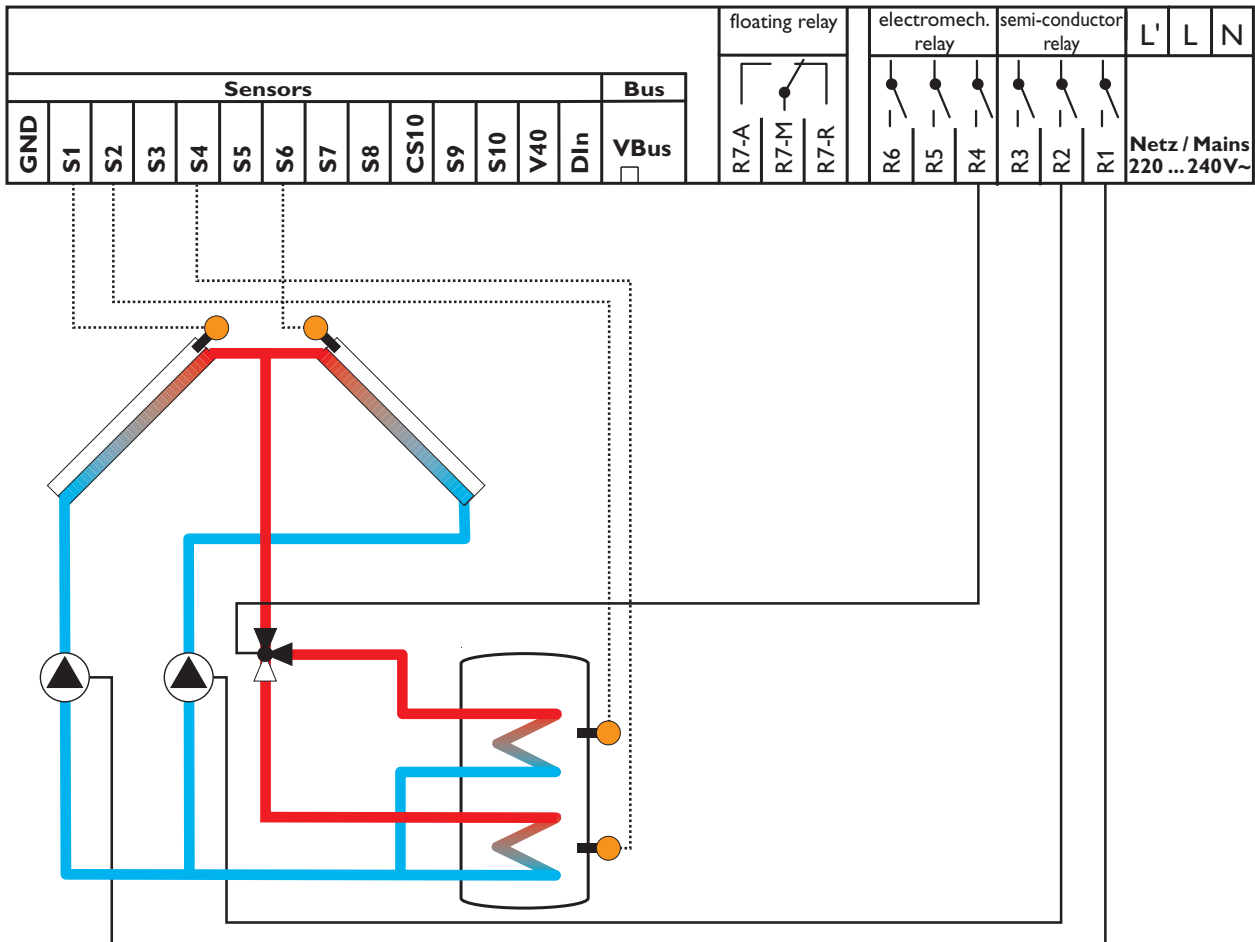 floating relay
electromech.
relay
semi-conductor
relay
L' L N
Sensors
Bus
GND S1 S2 S3 S4 S5 S6 S7 S8 CS10 S9 S10 V40 DIn
VBus
R7-A R7-M R7-R
R6 R5 R4 R3 R2 R1
Netz / Mains
220 ... 240V~